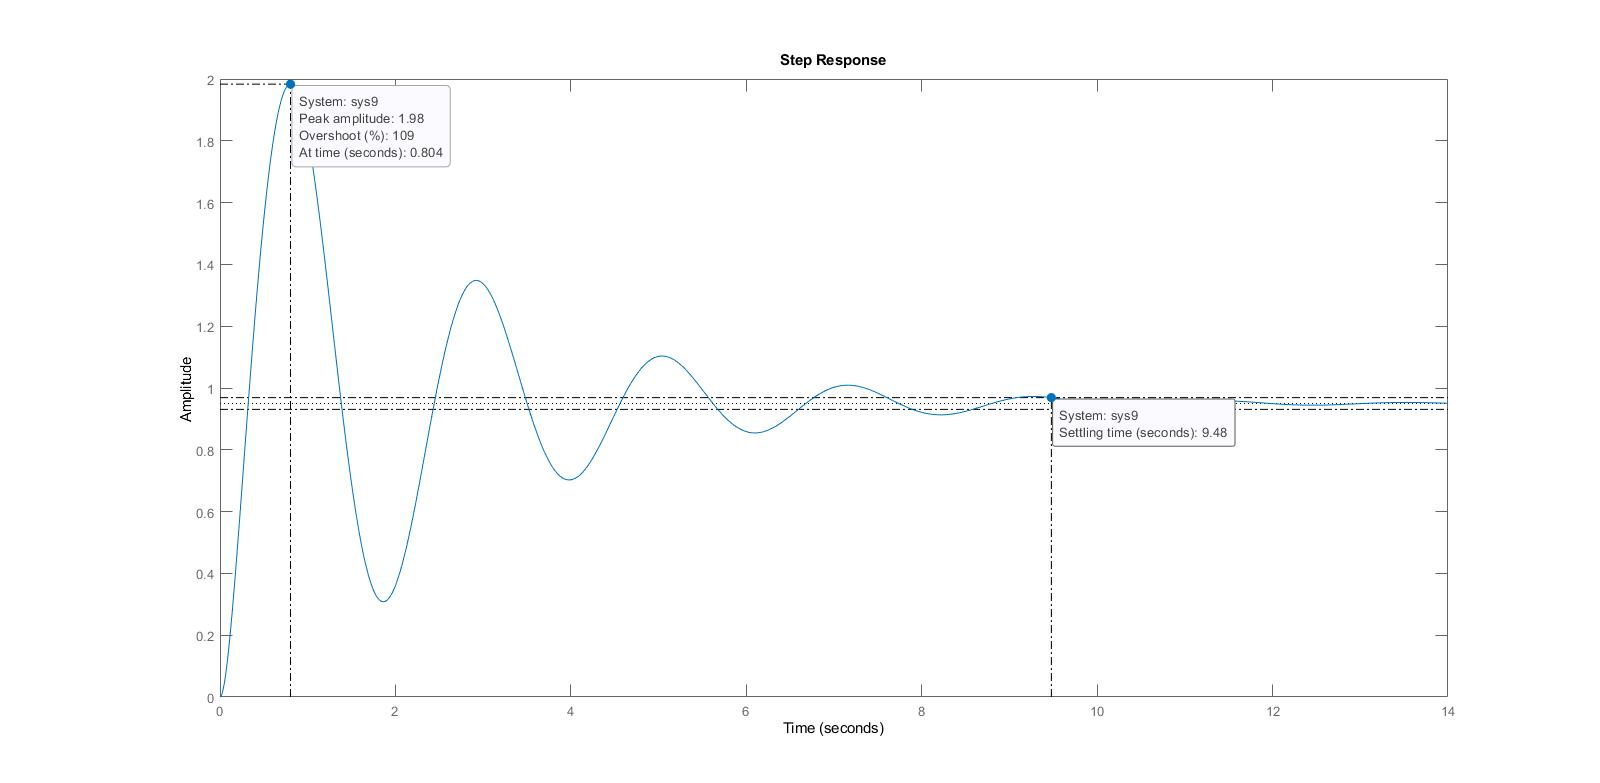 Step Response
System: sys9
Peak amplitude: 1.98
Overshoot (%): 109
At time (seconds): 0.804
System: sys9
Settling time (seconds): 9.48
Amplitude
2
1.8
1.6
1.4
1.2
1
0.8
0.6
0.4
0.2
0
0 2 4 6 8 10 12 14
Time (seconds)